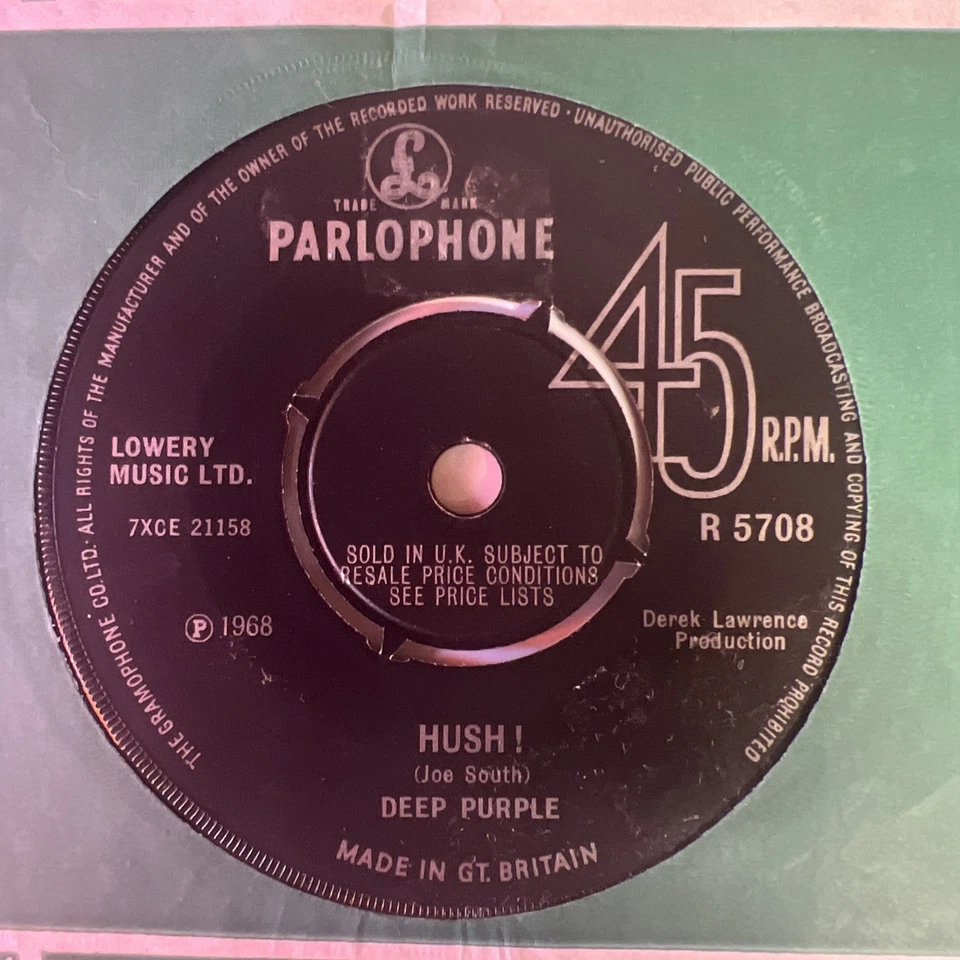 THE GRAMOPHONE CO.LTD. ALL RIGHTS OF THE MANUFACTURER AND OF THE OWNER OF THE RECORDED WORK RESERVED · UNAUTHORISED PUBLIC PERFORMANCE BROADCASTING AND COPYING OF THIS RECORD PROHIBITED
£
TRADE MARK
PARLOPHONE
45
R.P.M.
LOWERY
MUSIC LTD.
7XCE 21158
R 5708
SOLD IN U.K. SUBJECT TO
RESALE PRICE CONDITIONS
SEE PRICE LISTS
Ⓟ 1968
Derek Lawrence
Production
HUSH!
(Joe South)
DEEP PURPLE
MADE IN GT. BRITAIN